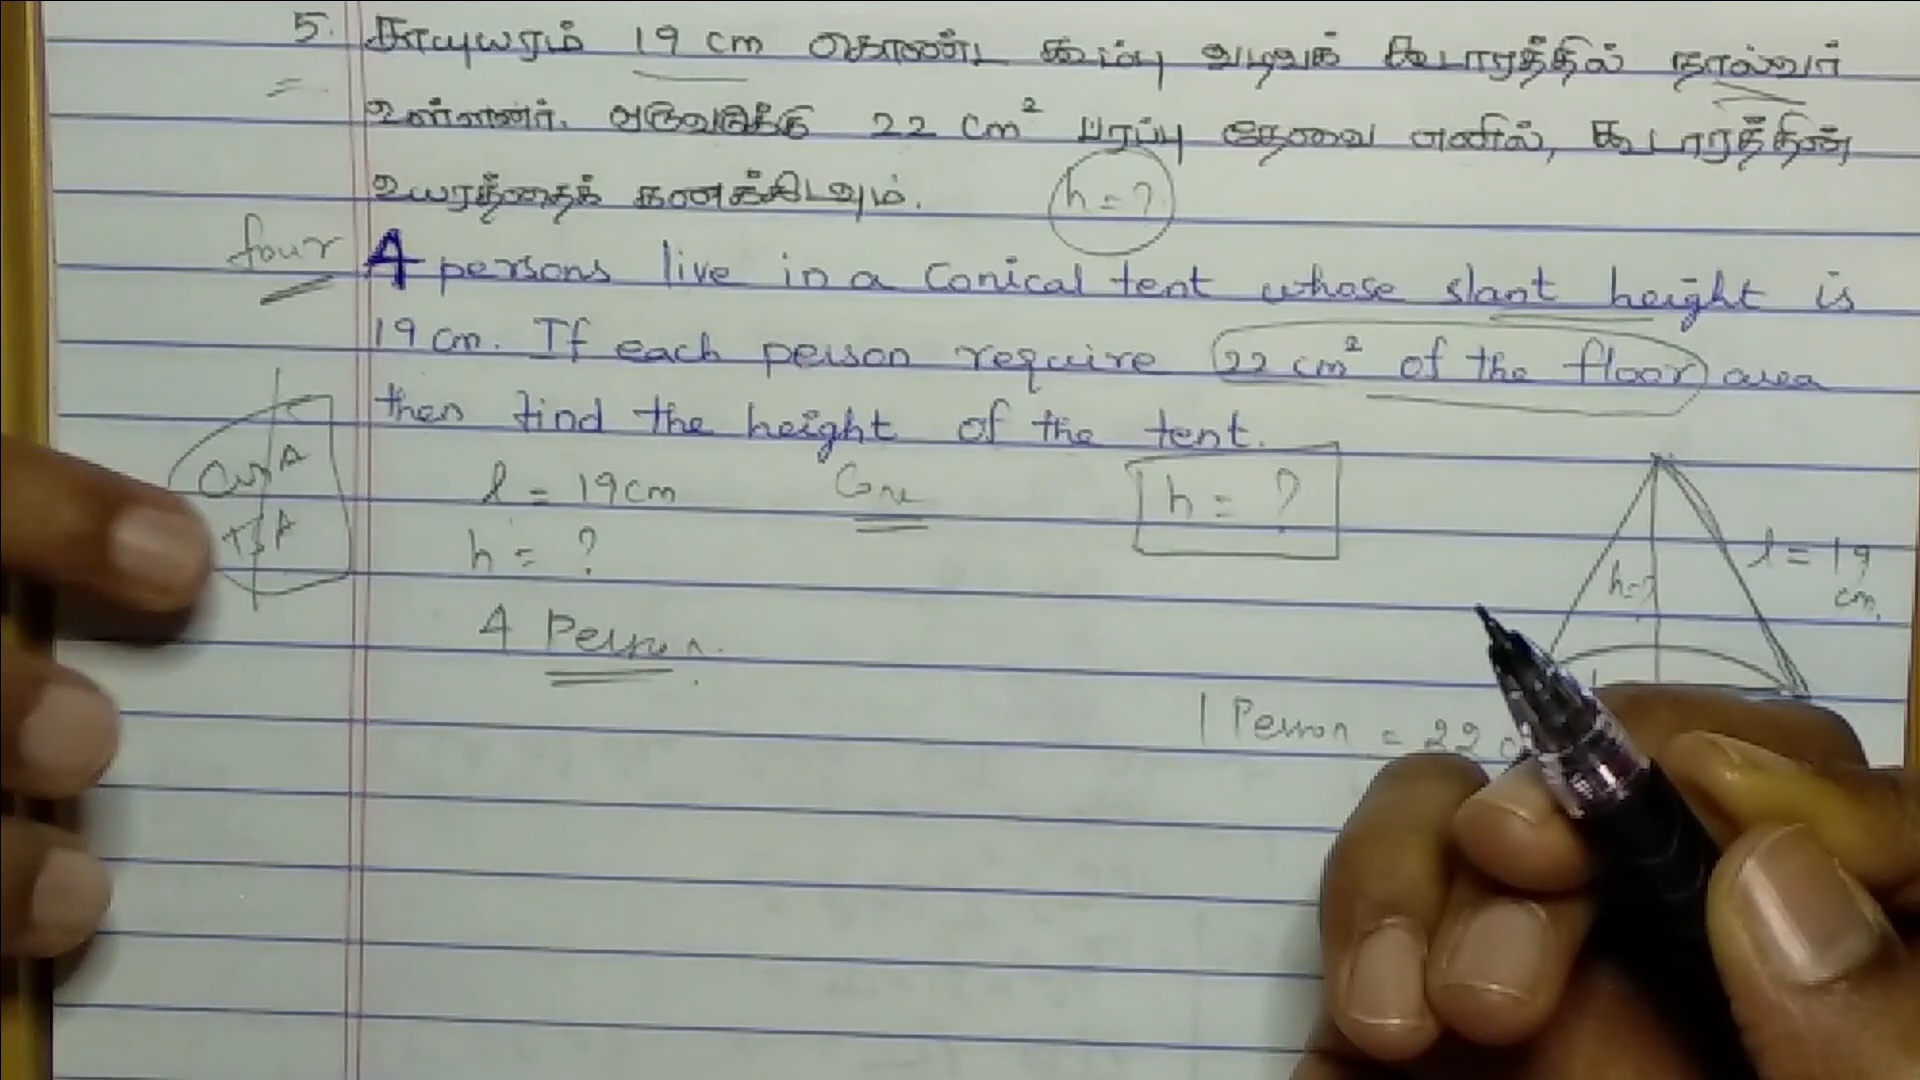 5. சாயுயரம் 19 cm கொண்ட கூம்பு வடிவக் கூடாரத்தில் நால்வர்
உள்ளனர். ஒருவருக்கு 22 cm² பரப்பு தேவை எனில், கூடாரத்தின்
உயரத்தைக் கணக்கிடவும். h = ?
four 4 persons live in a Conical tent whose slant height is
19 cm. If each person require 22 cm² of the floor area
then find the height of the tent.
CSA
TSA
l = 19cm Cone h = ?
h = ?
4 Person.
h = ?
l = 19 cm.
1 Person = 22